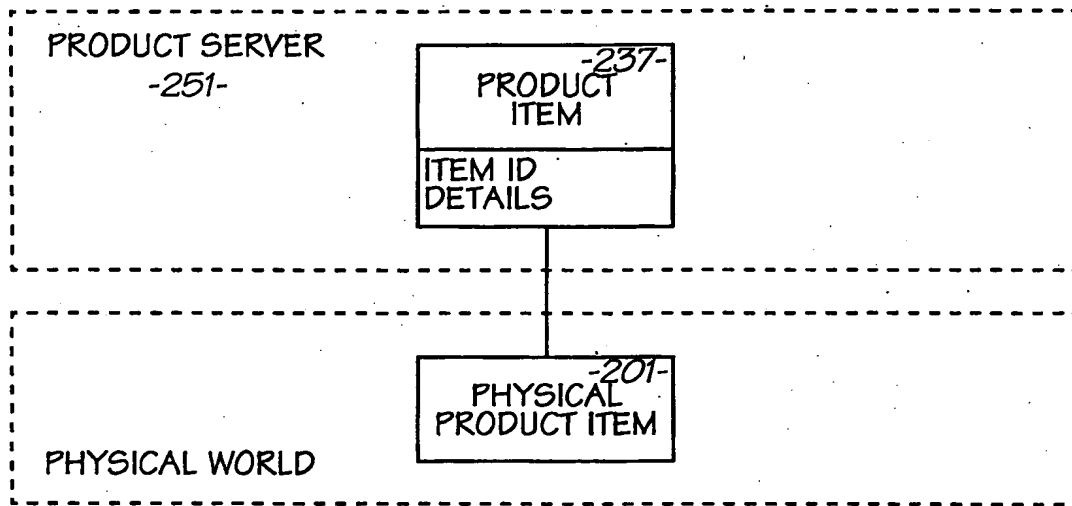 PRODUCT SERVER
-251-
-237-
PRODUCT
ITEM
ITEM ID
DETAILS
-201-
PHYSICAL
PRODUCT ITEM
PHYSICAL WORLD